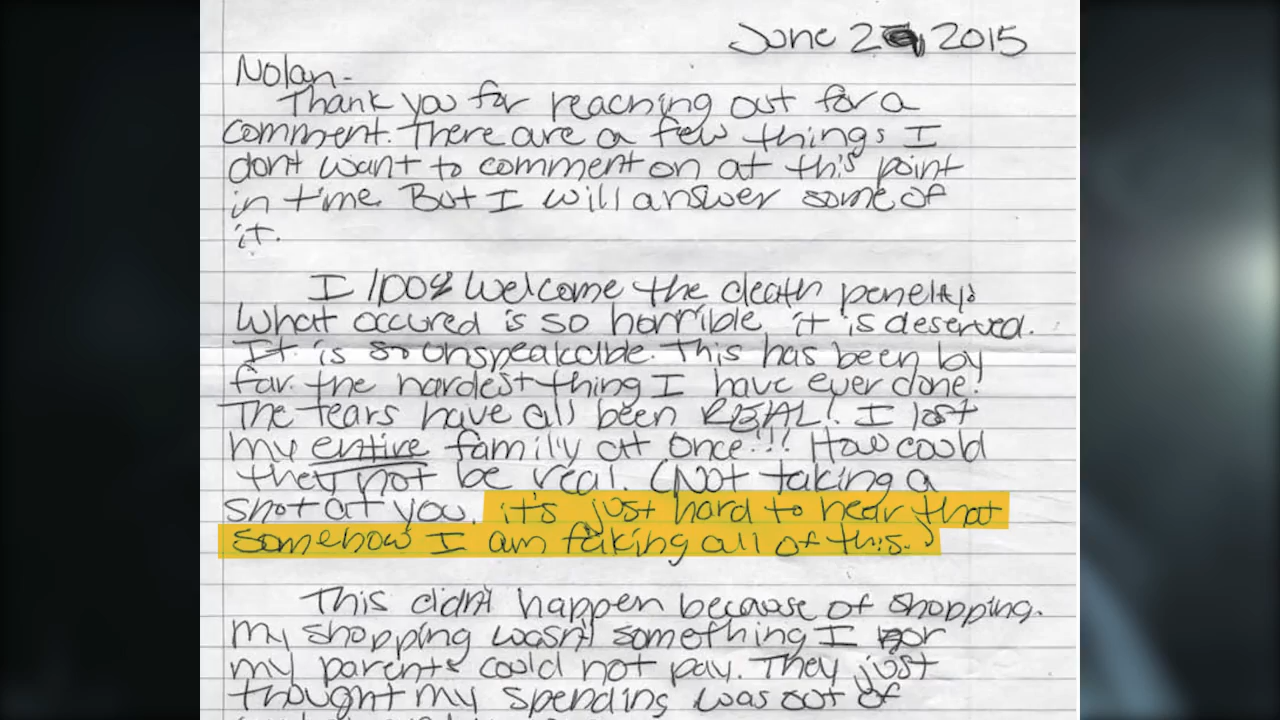 June 2 2015
Nolan-
Thank you for reaching out for a
comment. There are a few things I
dont want to comment on at this point
in time. But I will answer some of
it.
I 100% welcome the death penelty.
What occured is so horrible, it is deserved.
It is so unspeakable. This has been by
far the hardest thing I have ever done.
The tears have all been REAL! I lost
my entire family at once!!! How could
they not be real. (Not taking a
shot at you, it's just hard to hear that
somehow I am faking all of this.)
This didn't happen because of shopping.
My shopping wasn't something I or
my parents could not pay. They just
thought my spending was out of